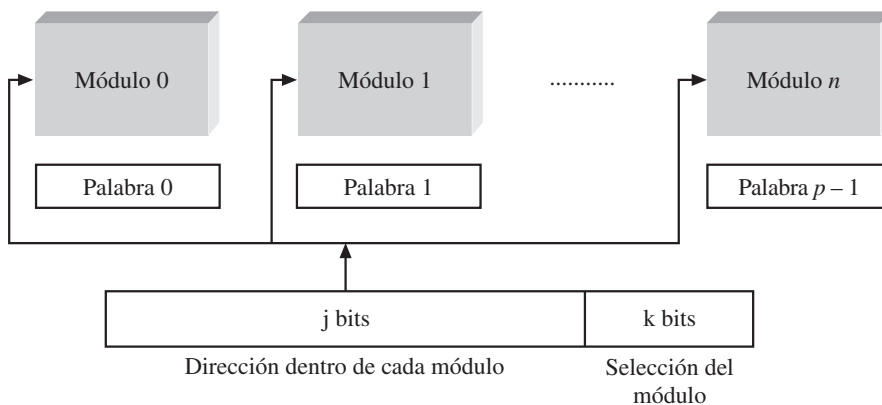 Módulo 0
Módulo 1
...........
Módulo n
Palabra 0
Palabra 1
Palabra p – 1
j bits
k bits
Dirección dentro de cada módulo
Selección del
módulo